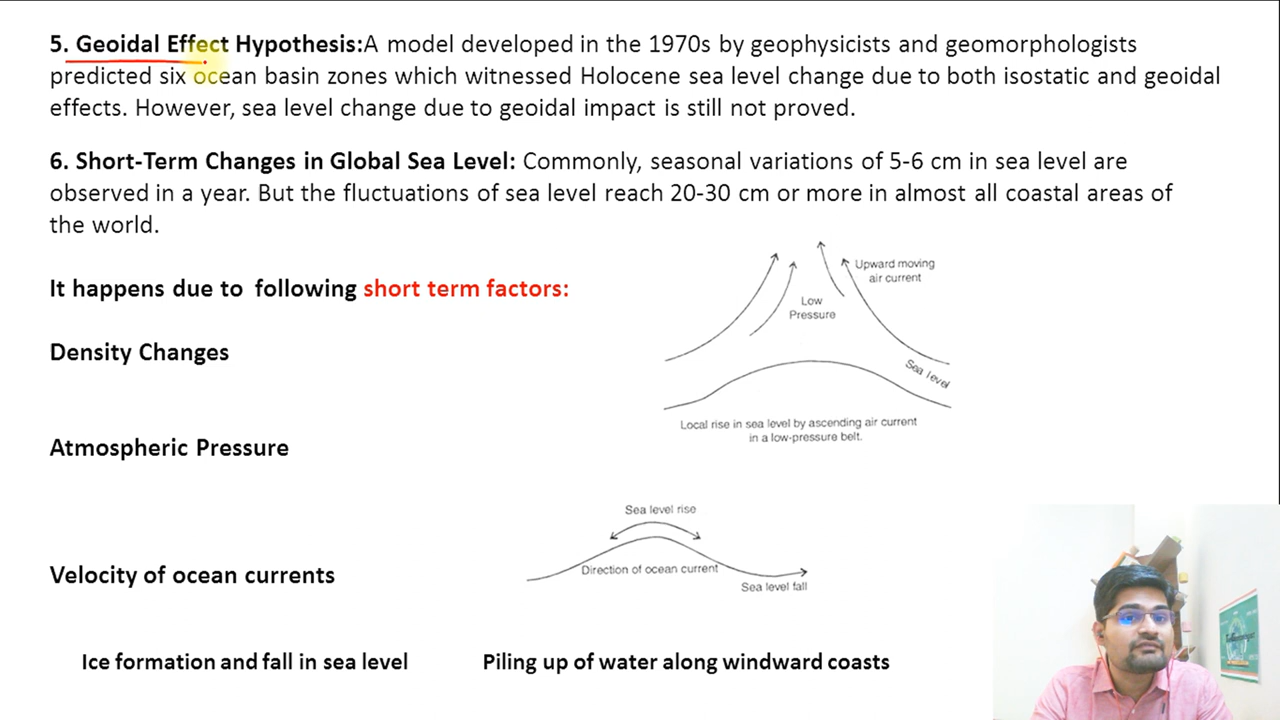 5. Geoidal Effect Hypothesis:A model developed in the 1970s by geophysicists and geomorphologists
predicted six ocean basin zones which witnessed Holocene sea level change due to both isostatic and geoidal
effects. However, sea level change due to geoidal impact is still not proved.
6. Short-Term Changes in Global Sea Level: Commonly, seasonal variations of 5-6 cm in sea level are
observed in a year. But the fluctuations of sea level reach 20-30 cm or more in almost all coastal areas of
the world.
It happens due to following short term factors:
Density Changes
Upward moving
air current
Low
Pressure
Sea level
Local rise in sea level by ascending air current
in a low-pressure belt.
Atmospheric Pressure
Sea level rise
Direction of ocean current
Sea level fall
Velocity of ocean currents
Ice formation and fall in sea level
Piling up of water along windward coasts